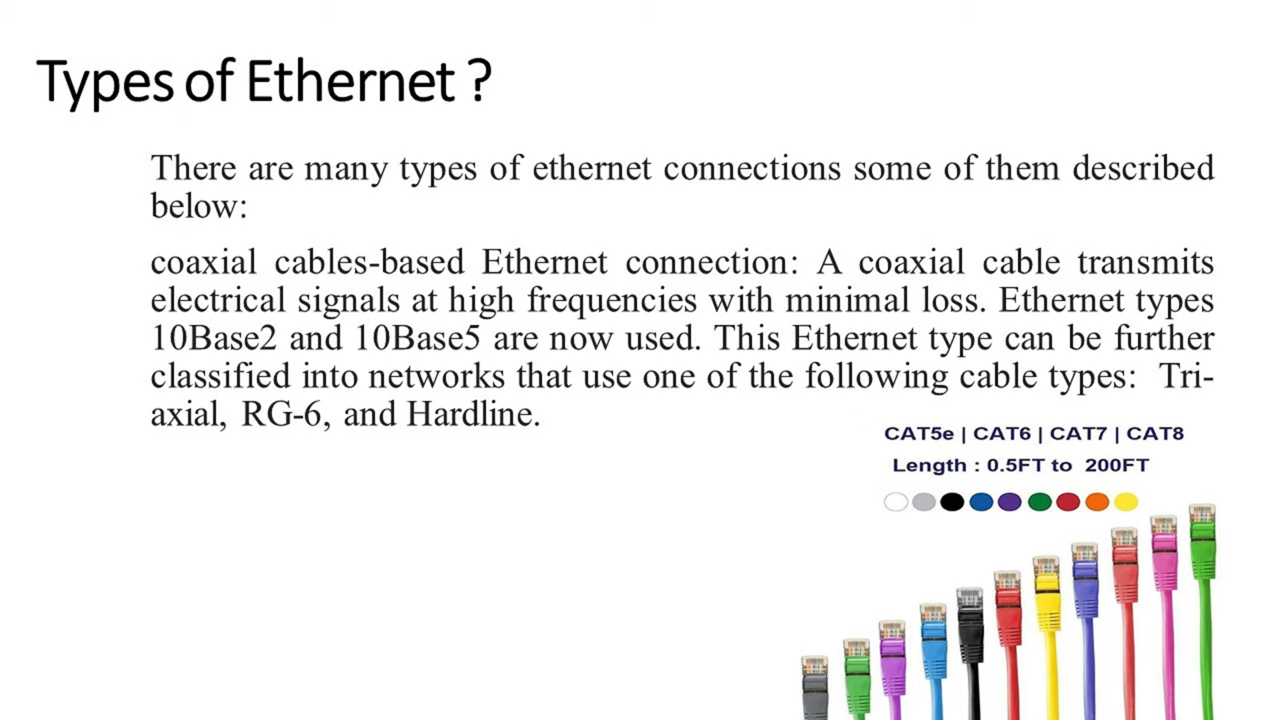 Types of Ethernet ?
There are many types of ethernet connections some of them described
below:
coaxial cables-based Ethernet connection: A coaxial cable transmits
electrical signals at high frequencies with minimal loss. Ethernet types
10Base2 and 10Base5 are now used. This Ethernet type can be further
classified into networks that use one of the following cable types: Tri-
axial, RG-6, and Hardline.
CAT5e | CAT6 | CAT7 | CAT8
Length : 0.5FT to 200FT